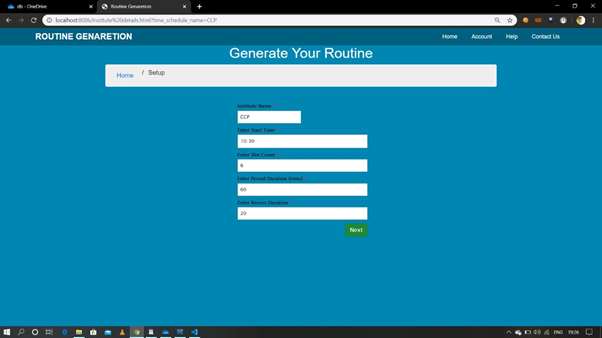 db - OneDrive
Routine Genaretion
localhost:8086/Institute%20details.html?time_schedule_name=CCP
ROUTINE GENARETION
Home Account Help Contact Us
Generate Your Routine
Home / Setup
Institute Name
CCP
Enter Start Time
10:30
Enter Slot Count
6
Enter Period Duration
60
Enter Recess Duration
20
Next
ENG 19:26